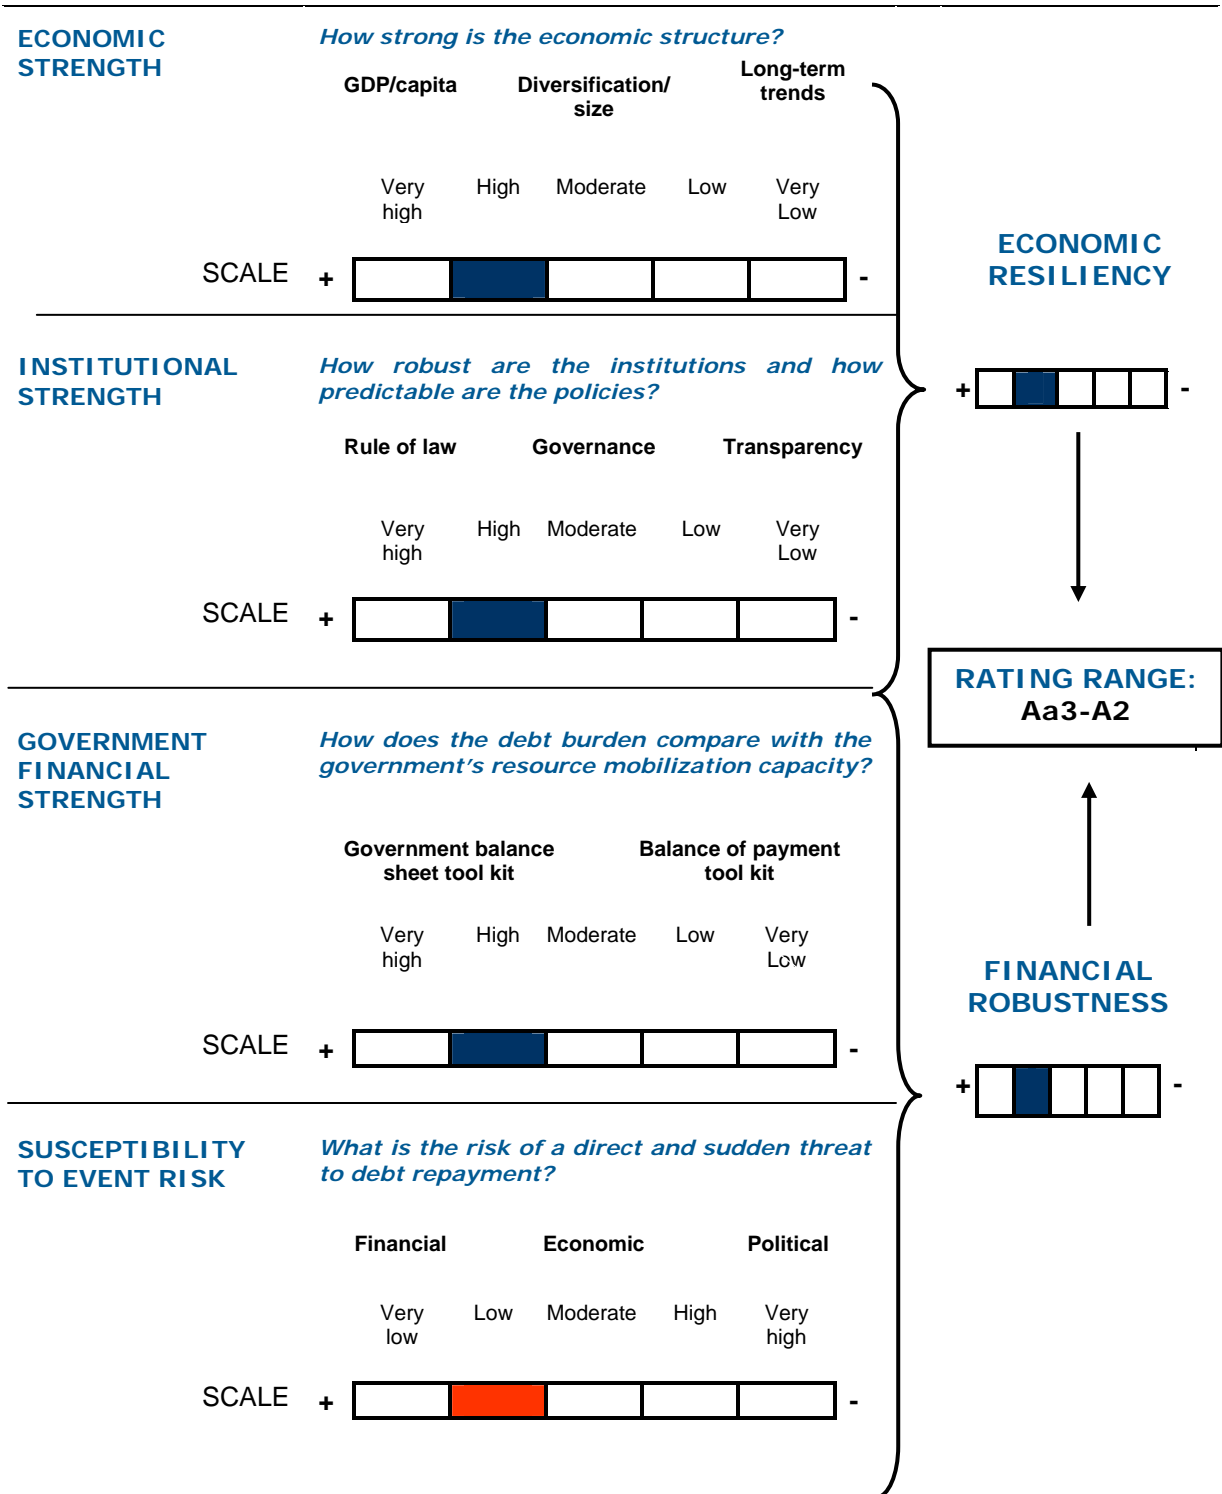 ECONOMIC
STRENGTH
How strong is the economic structure?
GDP/capita
Diversification/
size
Long-term
trends
Very
high
High
Moderate
Low
Very
Low
SCALE
+
-
INSTITUTIONAL
STRENGTH
How robust are the institutions and how
predictable are the policies?
Rule of law
Governance
Transparency
Very
high
High
Moderate
Low
Very
Low
SCALE
+
-
GOVERNMENT
FINANCIAL
STRENGTH
How does the debt burden compare with the
government's resource mobilization capacity?
Government balance
sheet tool kit
Balance of payment
tool kit
Very
high
High
Moderate
Low
Very
Low
SCALE
+
-
SUSCEPTIBILITY
TO EVENT RISK
What is the risk of a direct and sudden threat
to debt repayment?
Financial
Economic
Political
Very
low
Low
Moderate
High
Very
high
SCALE
+
-
ECONOMIC
RESILIENCY
+
-
RATING RANGE:
Aa3-A2
FINANCIAL
ROBUSTNESS
+
-